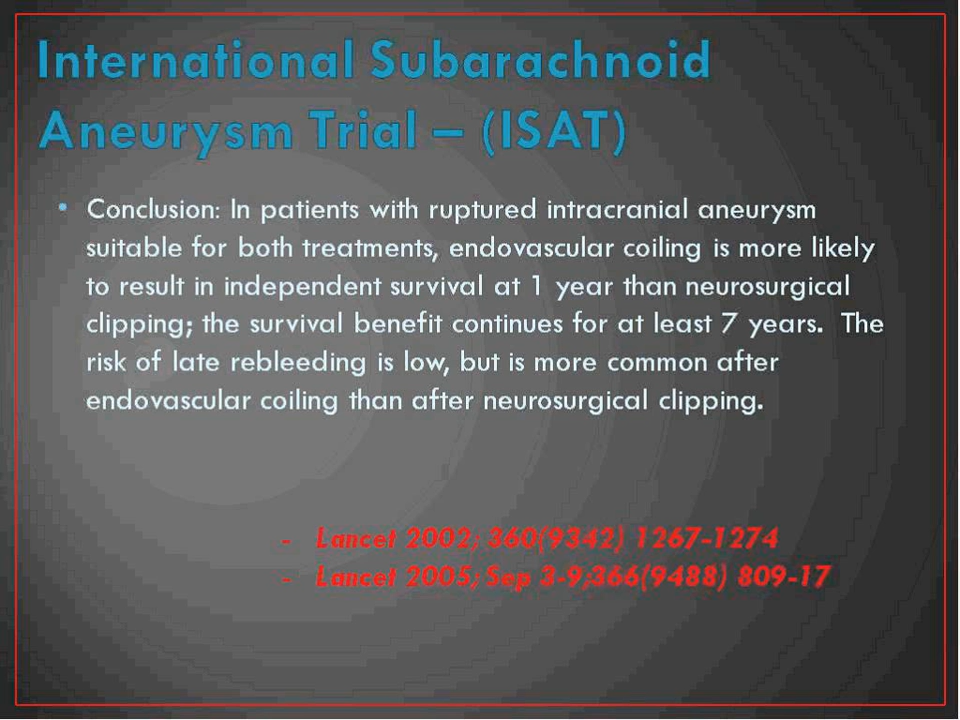 International Subarachnoid
Aneurysm Trial – (ISAT)
• Conclusion: In patients with ruptured intracranial aneurysm
suitable for both treatments, endovascular coiling is more likely
to result in independent survival at 1 year than neurosurgical
clipping; the survival benefit continues for at least 7 years. The
risk of late rebleeding is low, but is more common after
endovascular coiling than after neurosurgical clipping.
- Lancet 2002; 360(9342) 1267-1274
- Lancet 2005; Sep 3-9;366(9488) 809-17